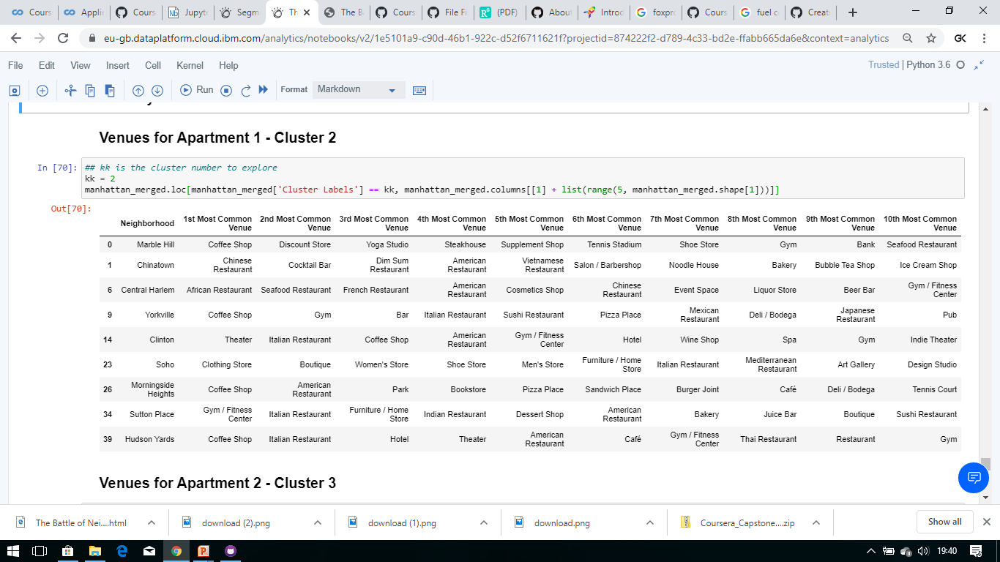 Cours
Applie
Cours
Jupyte
Segm
Th
The B
Cours
File Fi
(PDF)
About
Introd
foxpro
Cours
fuel co
Create
eu-gb.dataplatform.cloud.ibm.com/analytics/notebooks/v2/1e5101a9-c90d-46b1-922c-d52f6711621f?projectid=874222f2-d789-4c33-bd2e-ffabb665da6e&context=analytics
GK
File Edit View Insert Cell Kernel Help
Trusted | Python 3.6
Run
Format
Markdown
Venues for Apartment 1 - Cluster 2
In [70]:
## kk is the cluster number to explore
kk = 2
manhattan_merged.loc[manhattan_merged['Cluster Labels'] == kk, manhattan_merged.columns[[1] + list(range(5, manhattan_merged.shape[1]))]]
Out[70]:
Neighborhood 1st Most Common Venue 2nd Most Common Venue 3rd Most Common Venue 4th Most Common Venue 5th Most Common Venue 6th Most Common Venue 7th Most Common Venue 8th Most Common Venue 9th Most Common Venue 10th Most Common Venue
0 Marble Hill Coffee Shop Discount Store Yoga Studio Steakhouse Supplement Shop Tennis Stadium Shoe Store Gym Bank Seafood Restaurant
1 Chinatown Chinese Restaurant Cocktail Bar Dim Sum Restaurant American Restaurant Vietnamese Restaurant Salon / Barbershop Noodle House Bakery Bubble Tea Shop Ice Cream Shop
6 Central Harlem African Restaurant Seafood Restaurant French Restaurant American Restaurant Cosmetics Shop Chinese Restaurant Event Space Liquor Store Beer Bar Gym / Fitness Center
9 Yorkville Coffee Shop Gym Bar Italian Restaurant Sushi Restaurant Pizza Place Mexican Restaurant Deli / Bodega Japanese Restaurant Pub
14 Clinton Theater Italian Restaurant Coffee Shop American Restaurant Gym / Fitness Center Hotel Wine Shop Spa Gym Indie Theater
23 Soho Clothing Store Boutique Women's Store Shoe Store Men's Store Furniture / Home Store Italian Restaurant Mediterranean Restaurant Art Gallery Design Studio
26 Morningside Heights Coffee Shop American Restaurant Park Bookstore Pizza Place Sandwich Place Burger Joint Café Deli / Bodega Tennis Court
34 Sutton Place Gym / Fitness Center Italian Restaurant Furniture / Home Store Indian Restaurant Dessert Shop American Restaurant Bakery Juice Bar Boutique Sushi Restaurant
39 Hudson Yards Coffee Shop Italian Restaurant Hotel Theater American Restaurant Café Gym / Fitness Center Thai Restaurant Restaurant Gym
Venues for Apartment 2 - Cluster 3
The Battle of Nei....html
download (2).png
download (1).png
download.png
Coursera_Capstone....zip
Show all
19:40